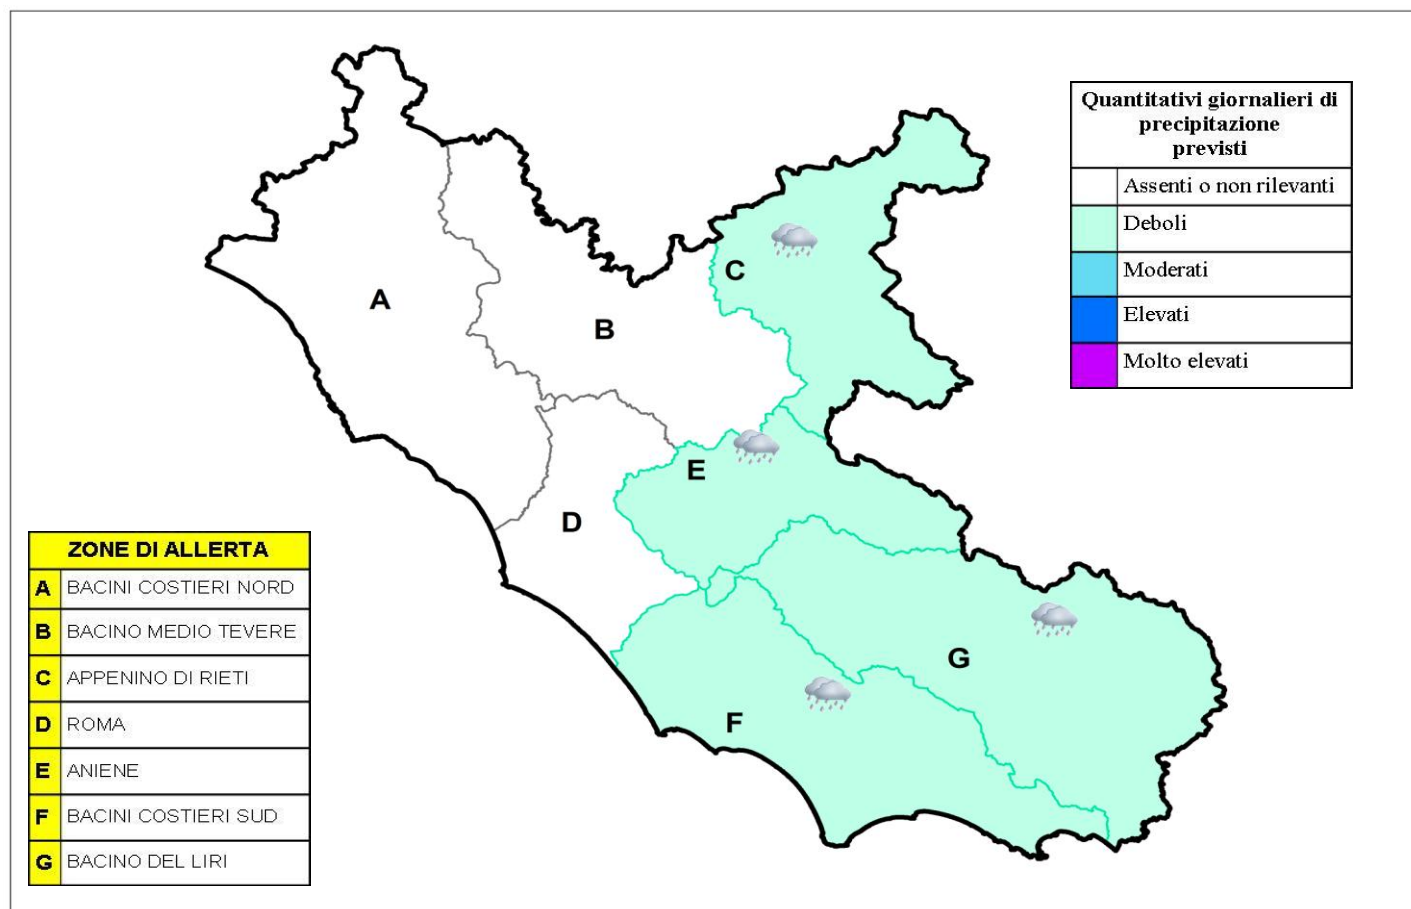 Quantitativi giornalieri di
precipitazione
previsti
Assenti o non rilevanti
Deboli
Moderati
Elevati
Molto elevati
A
B
C
D
E
F
G
ZONE DI ALLERTA
A BACINI COSTIERI NORD
B BACINO MEDIO TEVERE
C APPENINO DI RIETI
D ROMA
E ANIENE
F BACINI COSTIERI SUD
G BACINO DEL LIRI